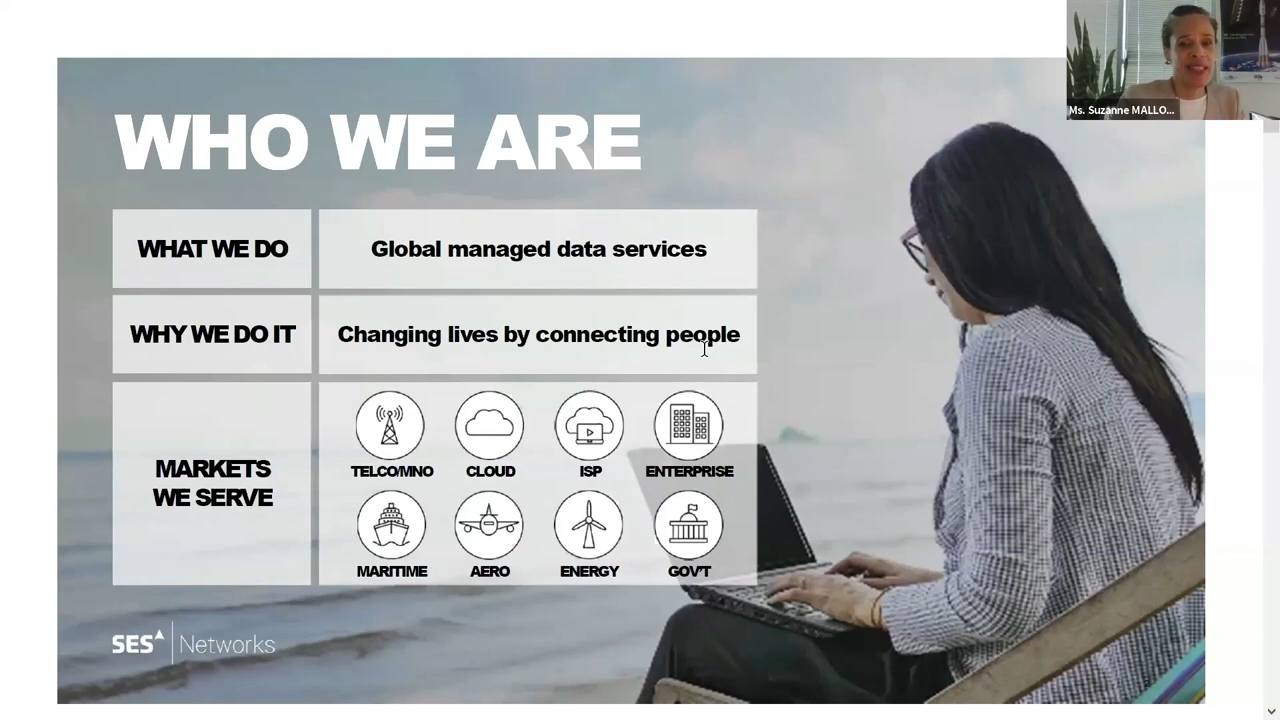 Ms. Suzanne MALLO...
WHO WE ARE
WHAT WE DO
Global managed data services
WHY WE DO IT
Changing lives by connecting people
MARKETS
WE SERVE
TELCO/MNO
CLOUD
ISP
ENTERPRISE
MARITIME
AERO
ENERGY
GOV'T
SES Networks